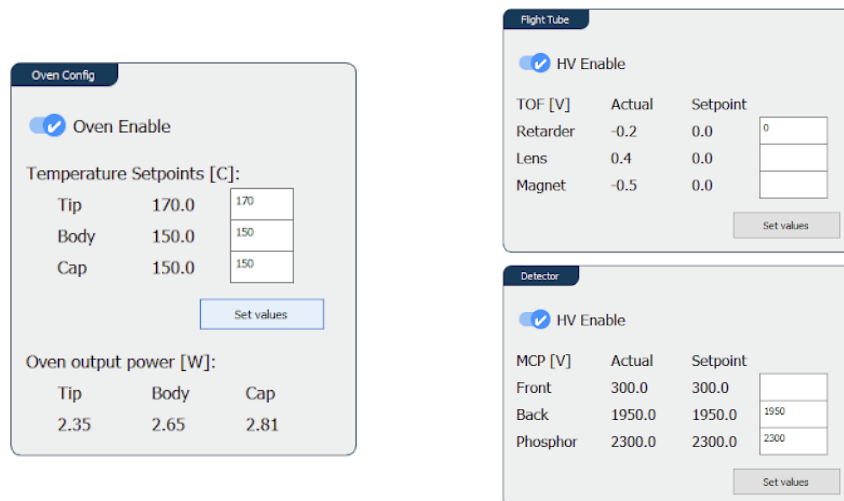 Oven Config
Oven Enable
Temperature Setpoints [C]:
Tip 170.0 170
Body 150.0 150
Cap 150.0 150
Set values
Oven output power [W]:
Tip Body Cap
2.35 2.65 2.81
Flight Tube
HV Enable
TOF [V] Actual Setpoint
Retarder -0.2 0.0 0
Lens 0.4 0.0
Magnet -0.5 0.0
Set values
Detector
HV Enable
MCP [V] Actual Setpoint
Front 300.0 300.0
Back 1950.0 1950.0 1950
Phosphor 2300.0 2300.0 2300
Set values